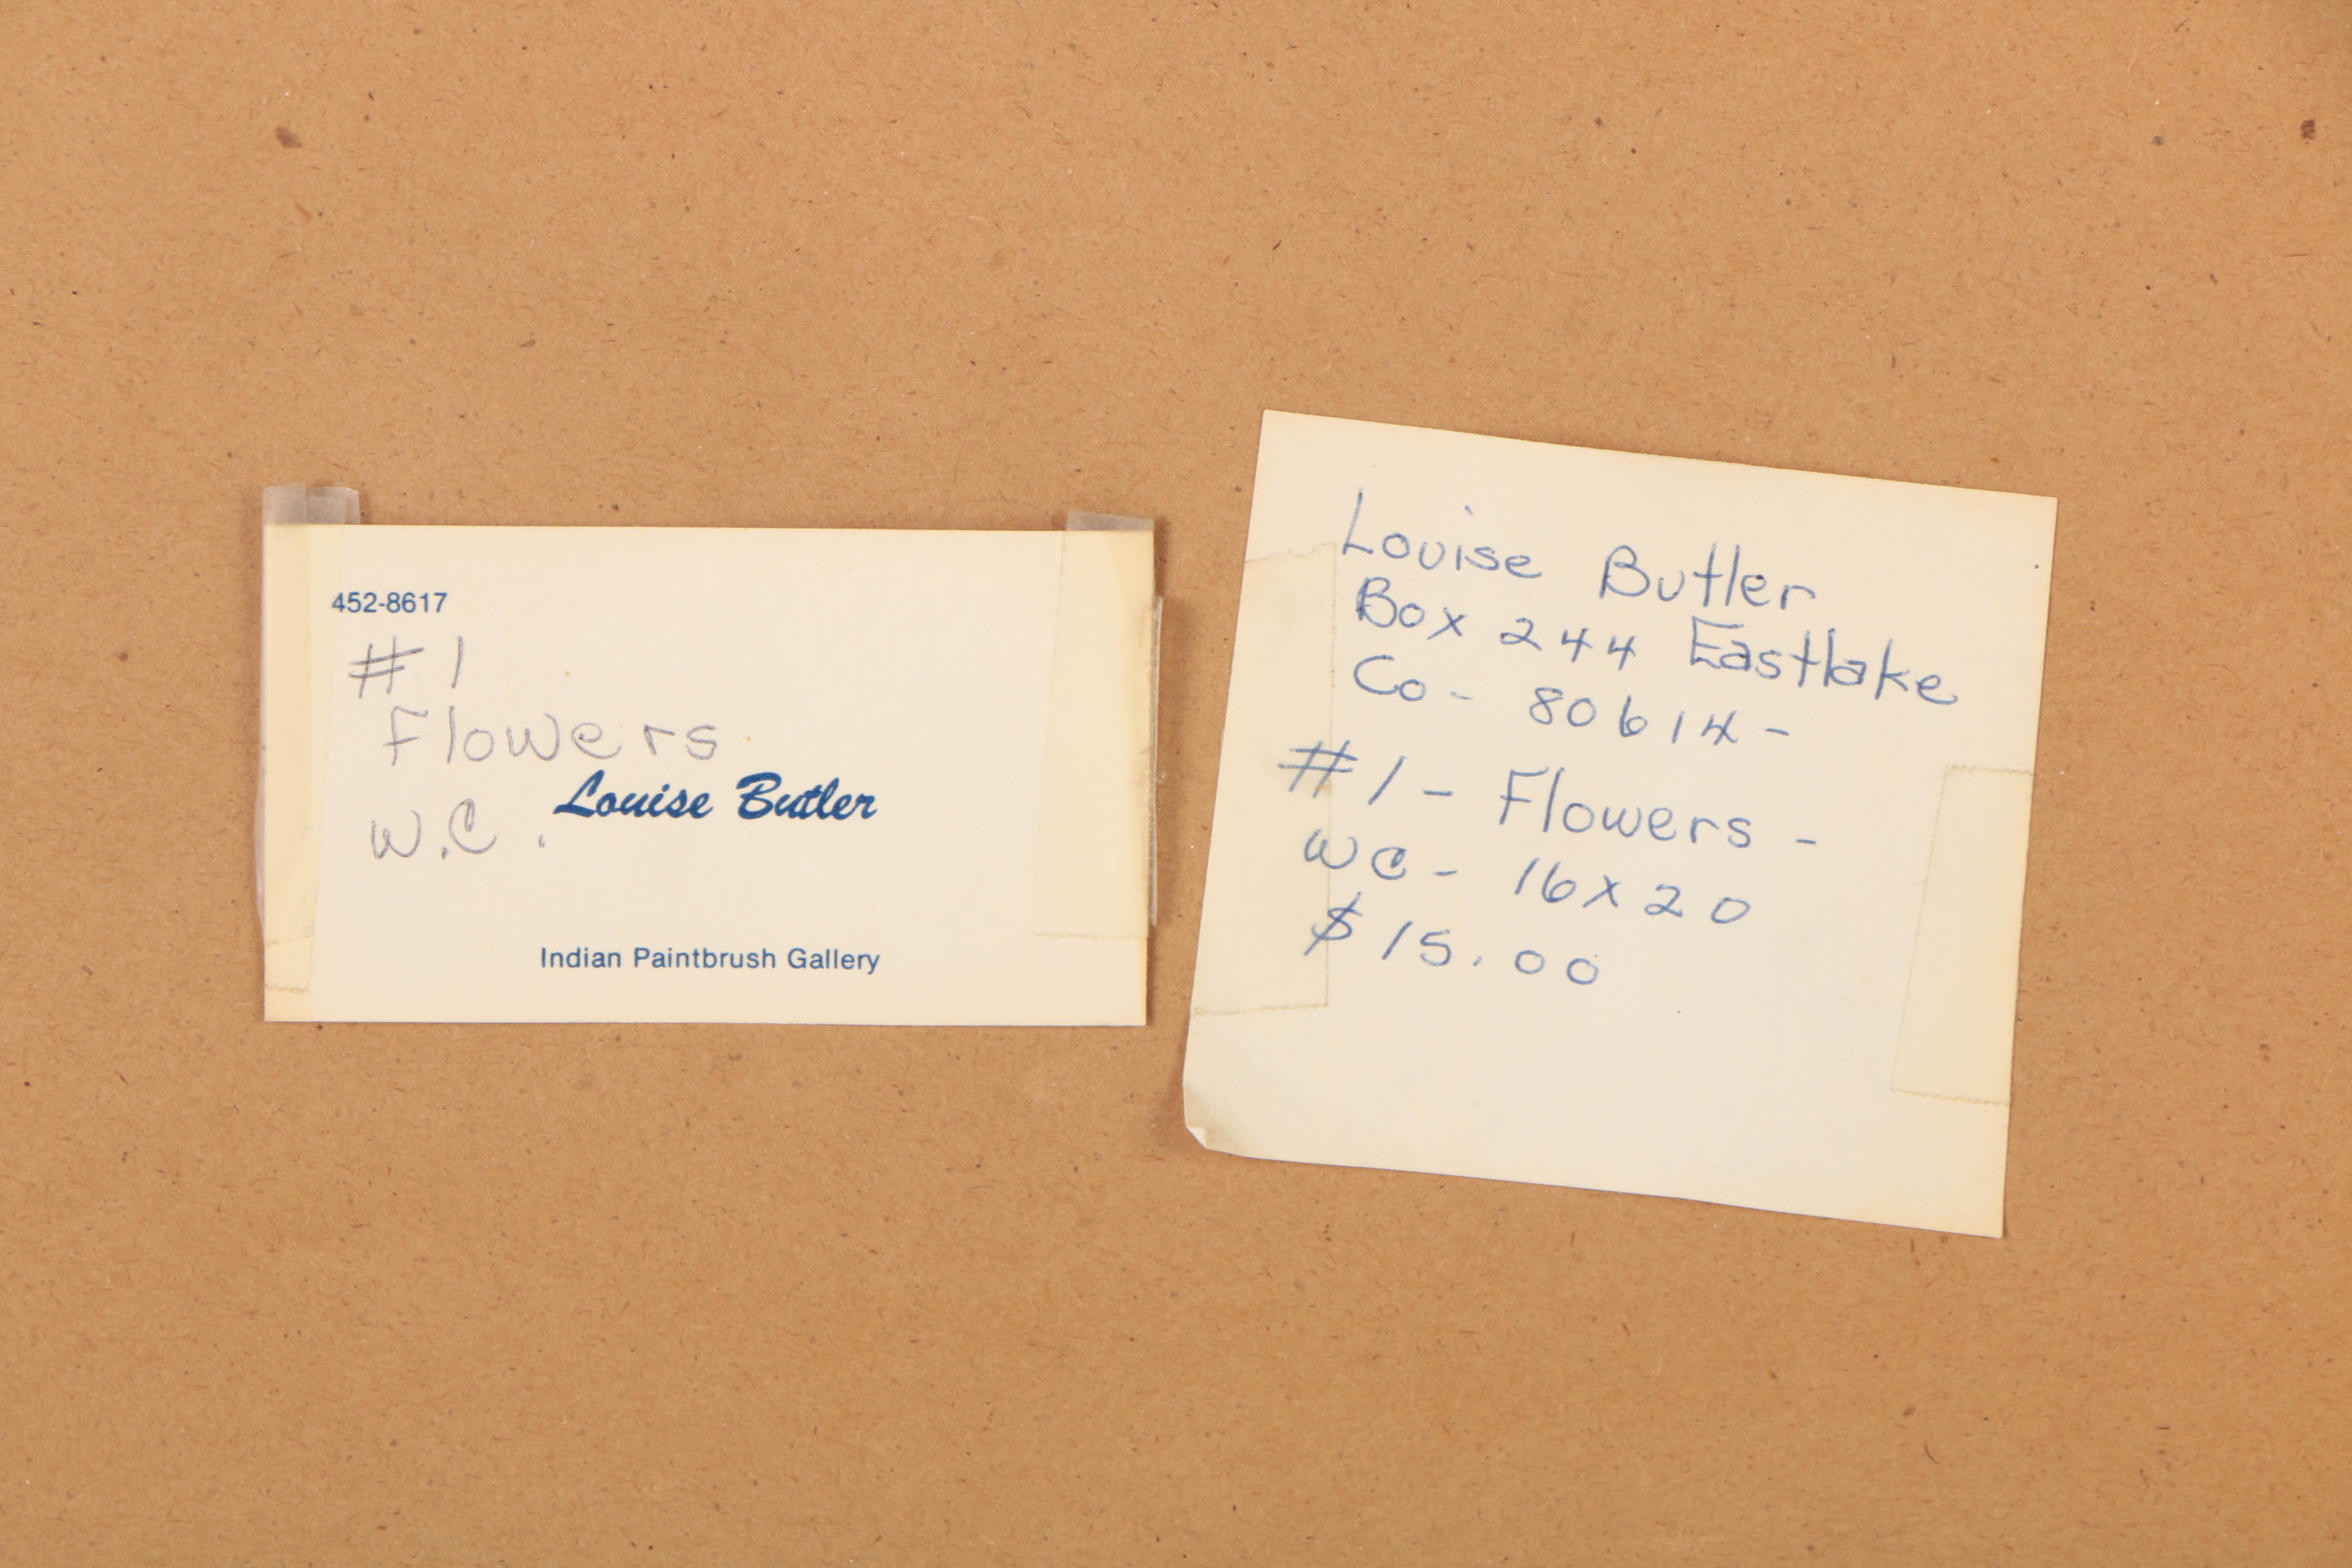 452-8617
#1
Flowers
W.C.
Louise Butler
Indian Paintbrush Gallery
Louise Butler
Box 244 Eastlake
Co - 80614 -
#1 - Flowers -
WC - 16x20
$15.00